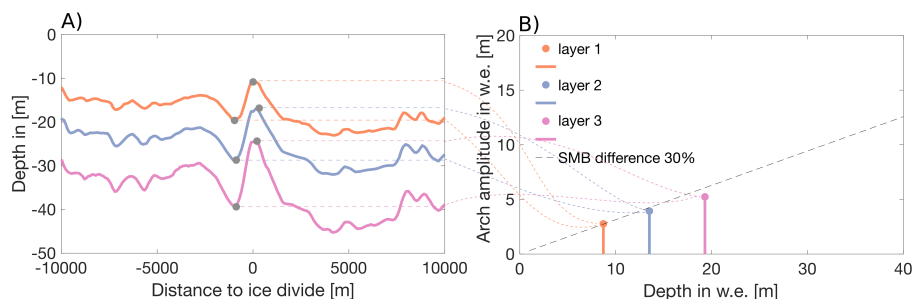 A)
0
-10
-20
-30
-40
-50
Depth in [m]
-10000
-5000
0
5000
10000
Distance to ice divide [m]
B)
20
15
10
5
0
Arch amplitude in w.e. [m]
layer 1
layer 2
layer 3
SMB difference 30%
0
10
20
30
40
Depth in w.e. [m]